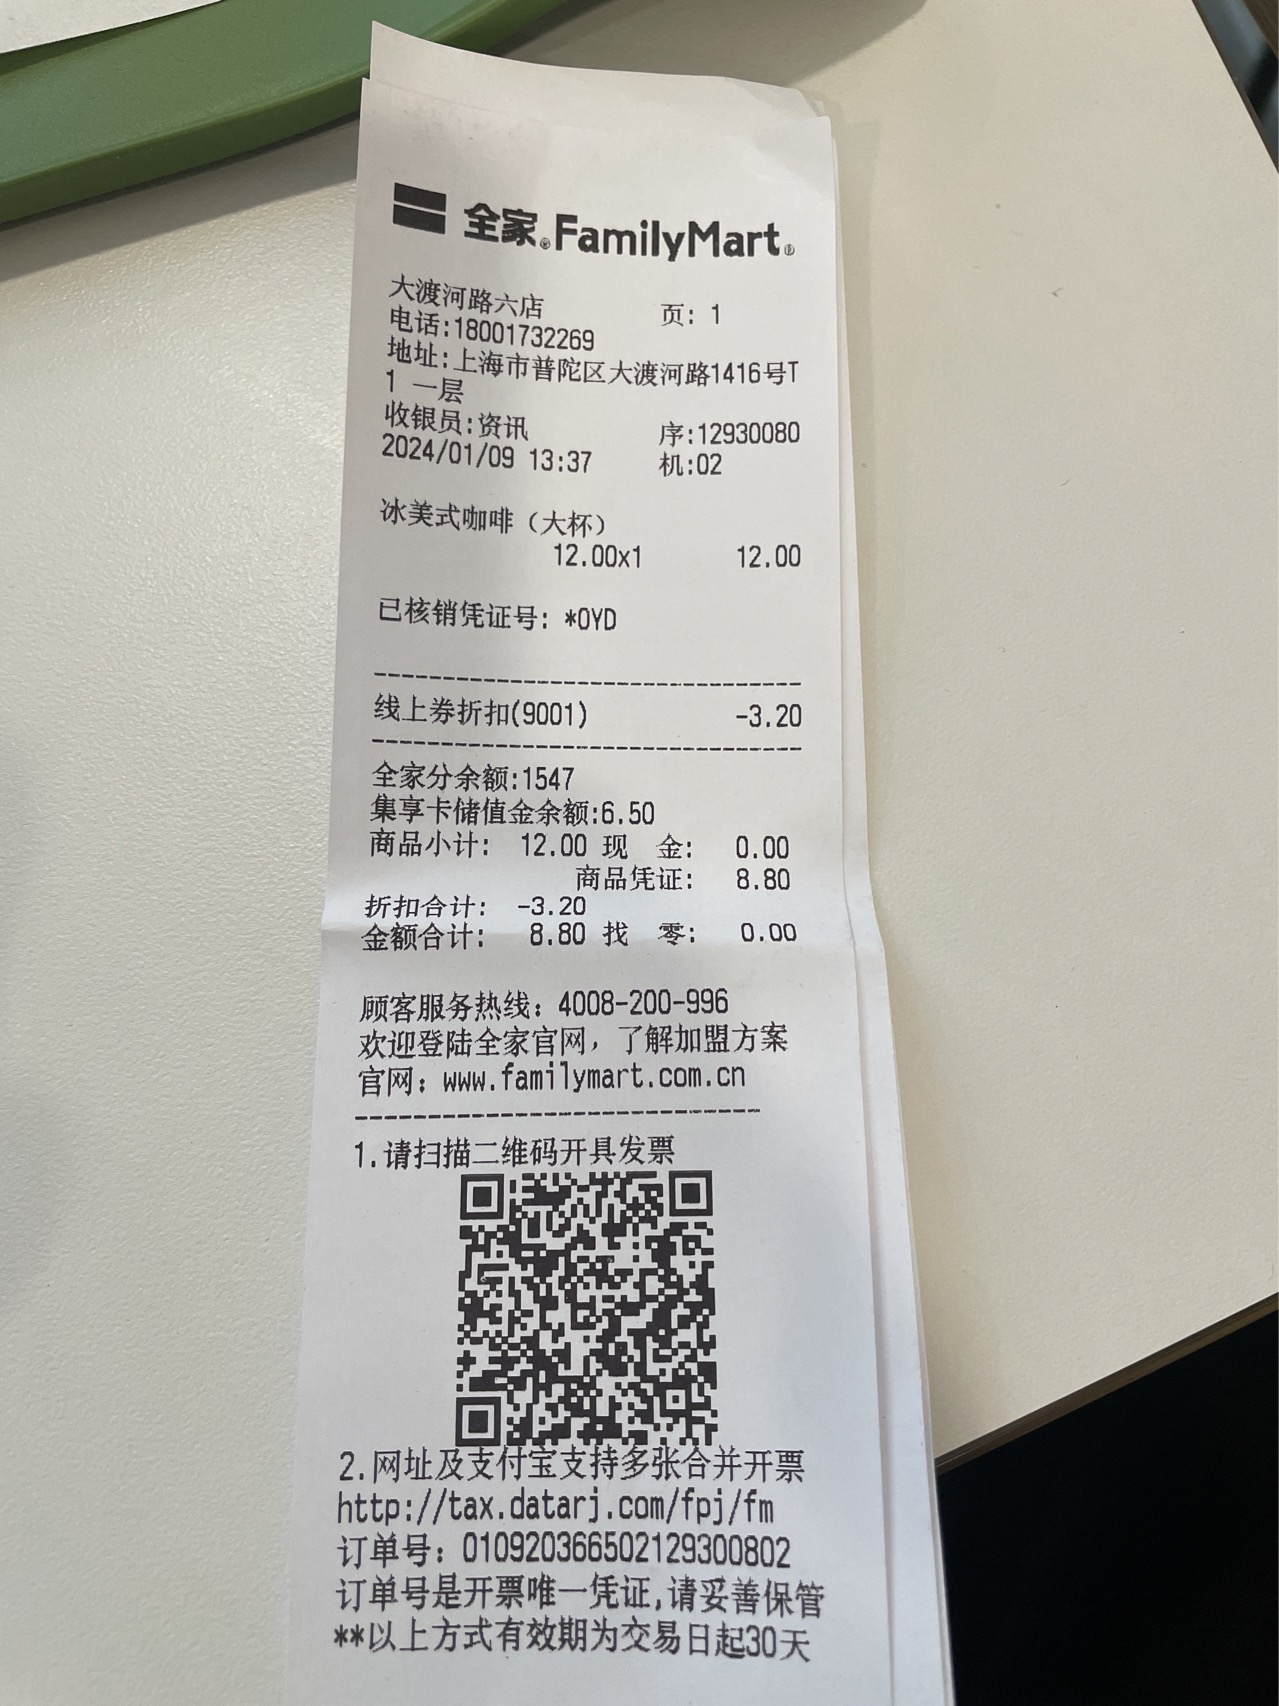 全家®FamilyMart®
大渡河路六店 页: 1
电话:18001732269
地址:上海市普陀区大渡河路1416号T
1 一层
收银员:资讯 序:12930080
2024/01/09 13:37 机:02
冰美式咖啡（大杯）
12.00x1 12.00
已核销凭证号: *0YD
--------------------------------
线上券折扣(9001) -3.20
--------------------------------
全家分余额:1547
集享卡储值金余额:6.50
商品小计: 12.00 现 金: 0.00
商品凭证: 8.80
折扣合计: -3.20
金额合计: 8.80 找 零: 0.00
顾客服务热线: 4008-200-996
欢迎登陆全家官网，了解加盟方案
官网: www.familymart.com.cn
--------------------------------
1.请扫描二维码开具发票
2.网址及支付宝支持多张合并开票
http://tax.datarj.com/fpj/fm
订单号: 010920366502129300802
订单号是开票唯一凭证,请妥善保管
**以上方式有效期为交易日起30天